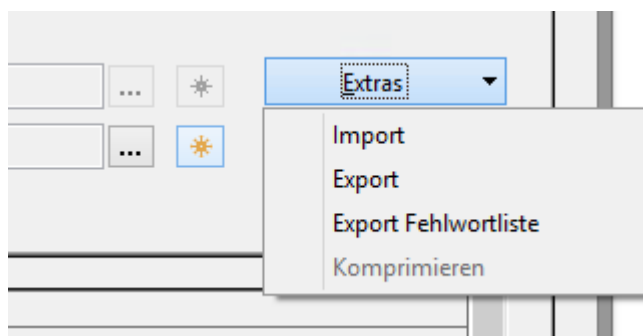 ...
Extras
...
Import
Export
Export Fehlwortliste
Komprimieren